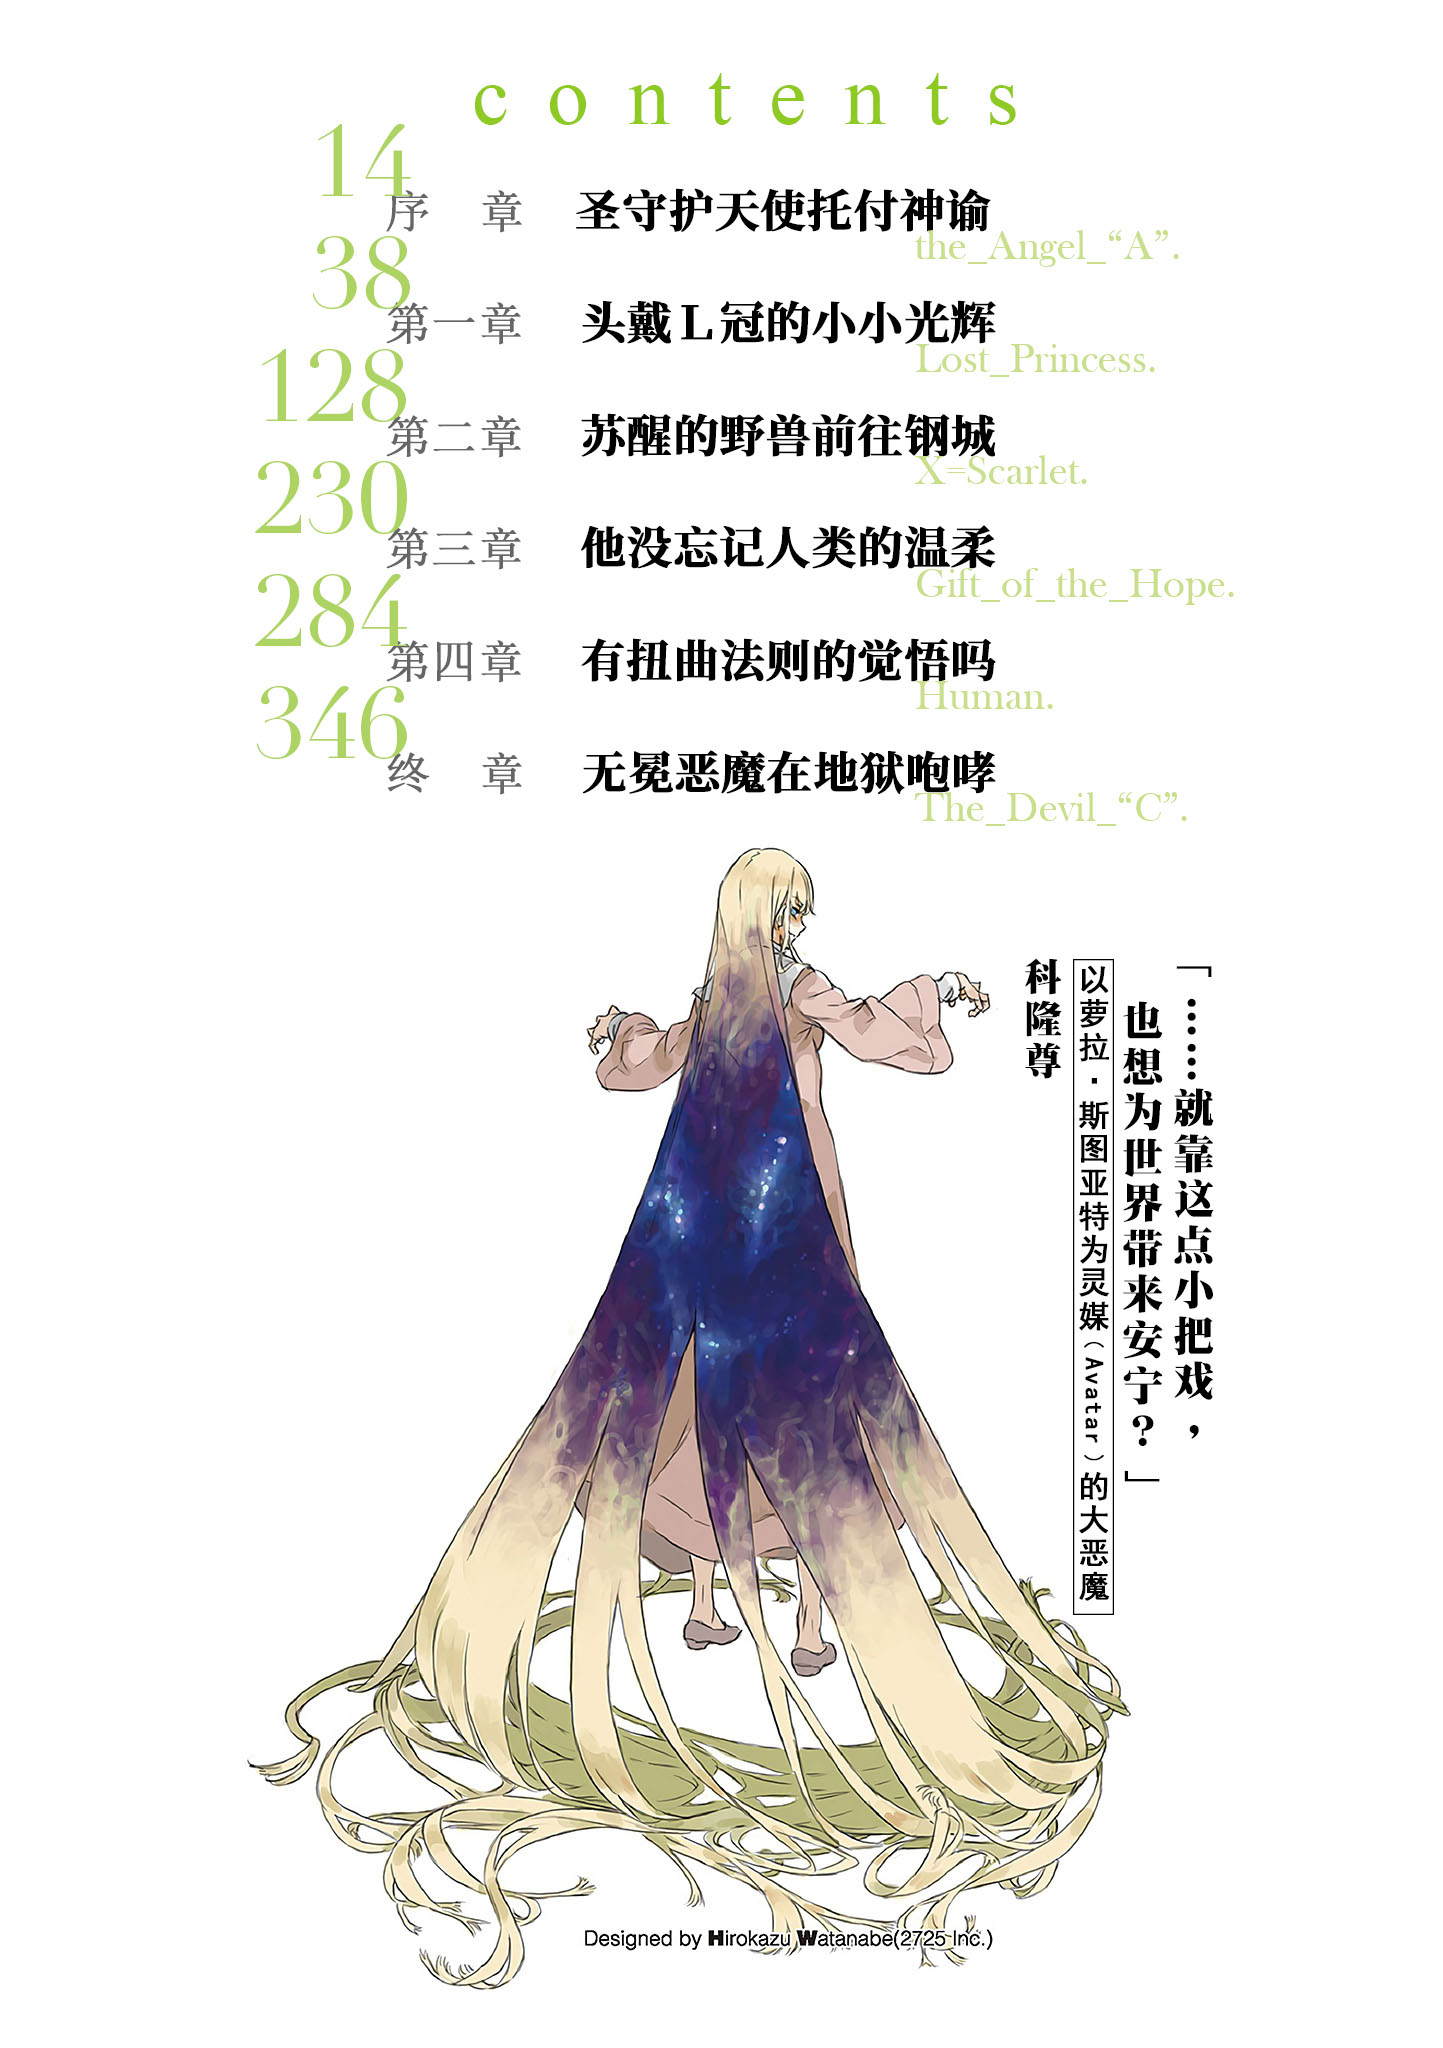 contents
14
序　章　圣守护天使托付神谕
the_Angel_“A”.
38
第一章　头戴Ｌ冠的小小光辉
Lost_Princess.
128
第二章　苏醒的野兽前往钢城
X=Scarlet.
230
第三章　他没忘记人类的温柔
Gift_of_the_Hope.
284
第四章　有扭曲法则的觉悟吗
Human.
346
终　章　无冕恶魔在地狱咆哮
The_Devil_“C”.
「……就靠这点小把戏，
也想为世界带来安宁？」
以萝拉·斯图亚特为灵媒（Avatar）的大恶魔
科隆尊
Designed by Hirokazu Watanabe(2725 Inc.)